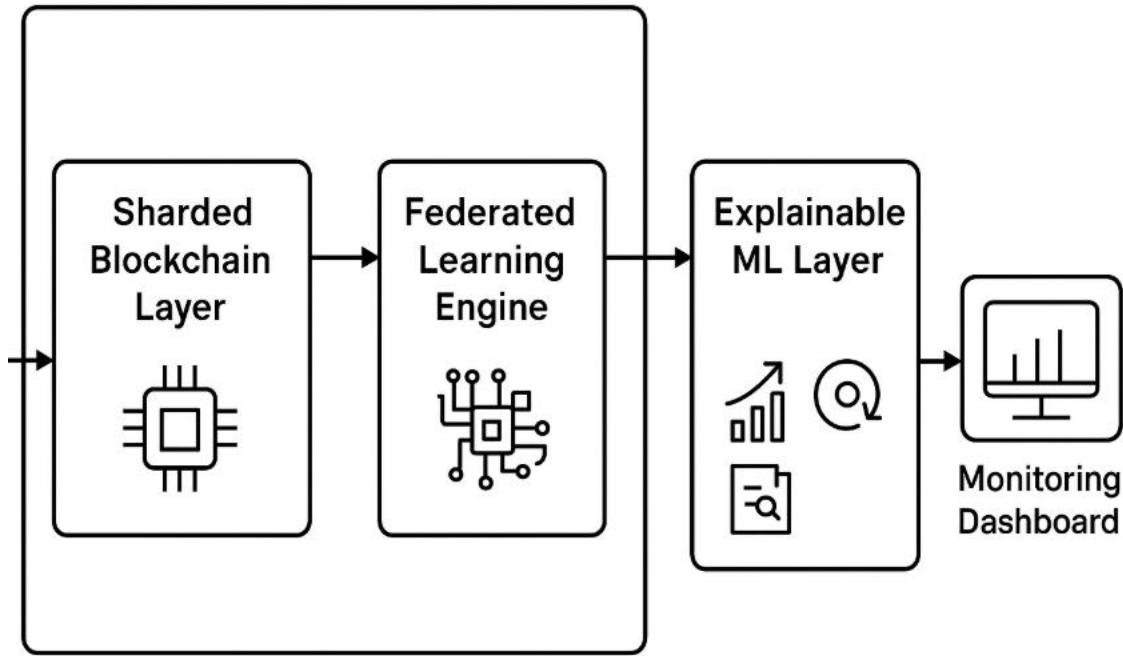 Sharded
Blockchain
Layer
Federated
Learning
Engine
Explainable
ML Layer
Monitoring
Dashboard